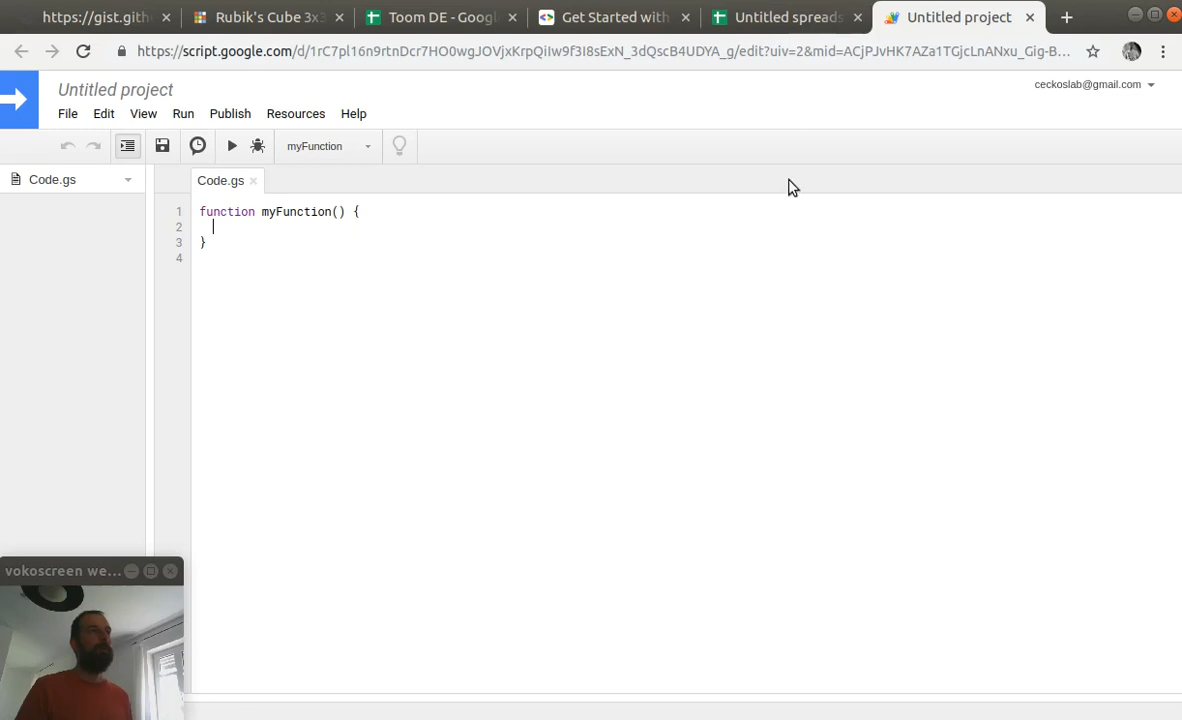 https://gist.gith
Rubik's Cube 3x3
Toom DE - Googl
Get Started with
Untitled spreads
Untitled project
https://script.google.com/d/1rC7pl16n9rtnDcr7HO0wgJOVjxKrpQiIw9f3I8sExN_3dQscB4UDYA_g/edit?uiv=2&mid=ACjPJvHK7AZa1TGjcLnANxu_Gig-B...
Untitled project
ceckoslab@gmail.com
File Edit View Run Publish Resources Help
myFunction
Code.gs
Code.gs
1 function myFunction() {
2
3 }
4
vokoscreen we...